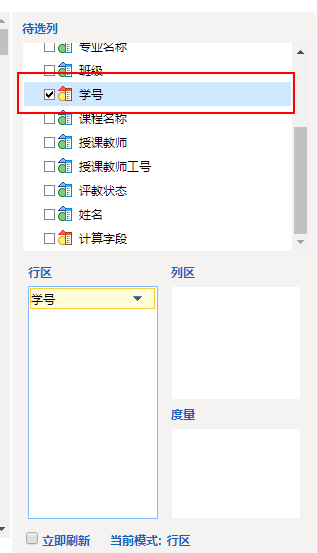 待选列
专业名称
班级
学号
课程名称
授课教师
授课教师工号
评教状态
姓名
计算字段
行区
列区
学号
度量
立即刷新
当前模式: 行区